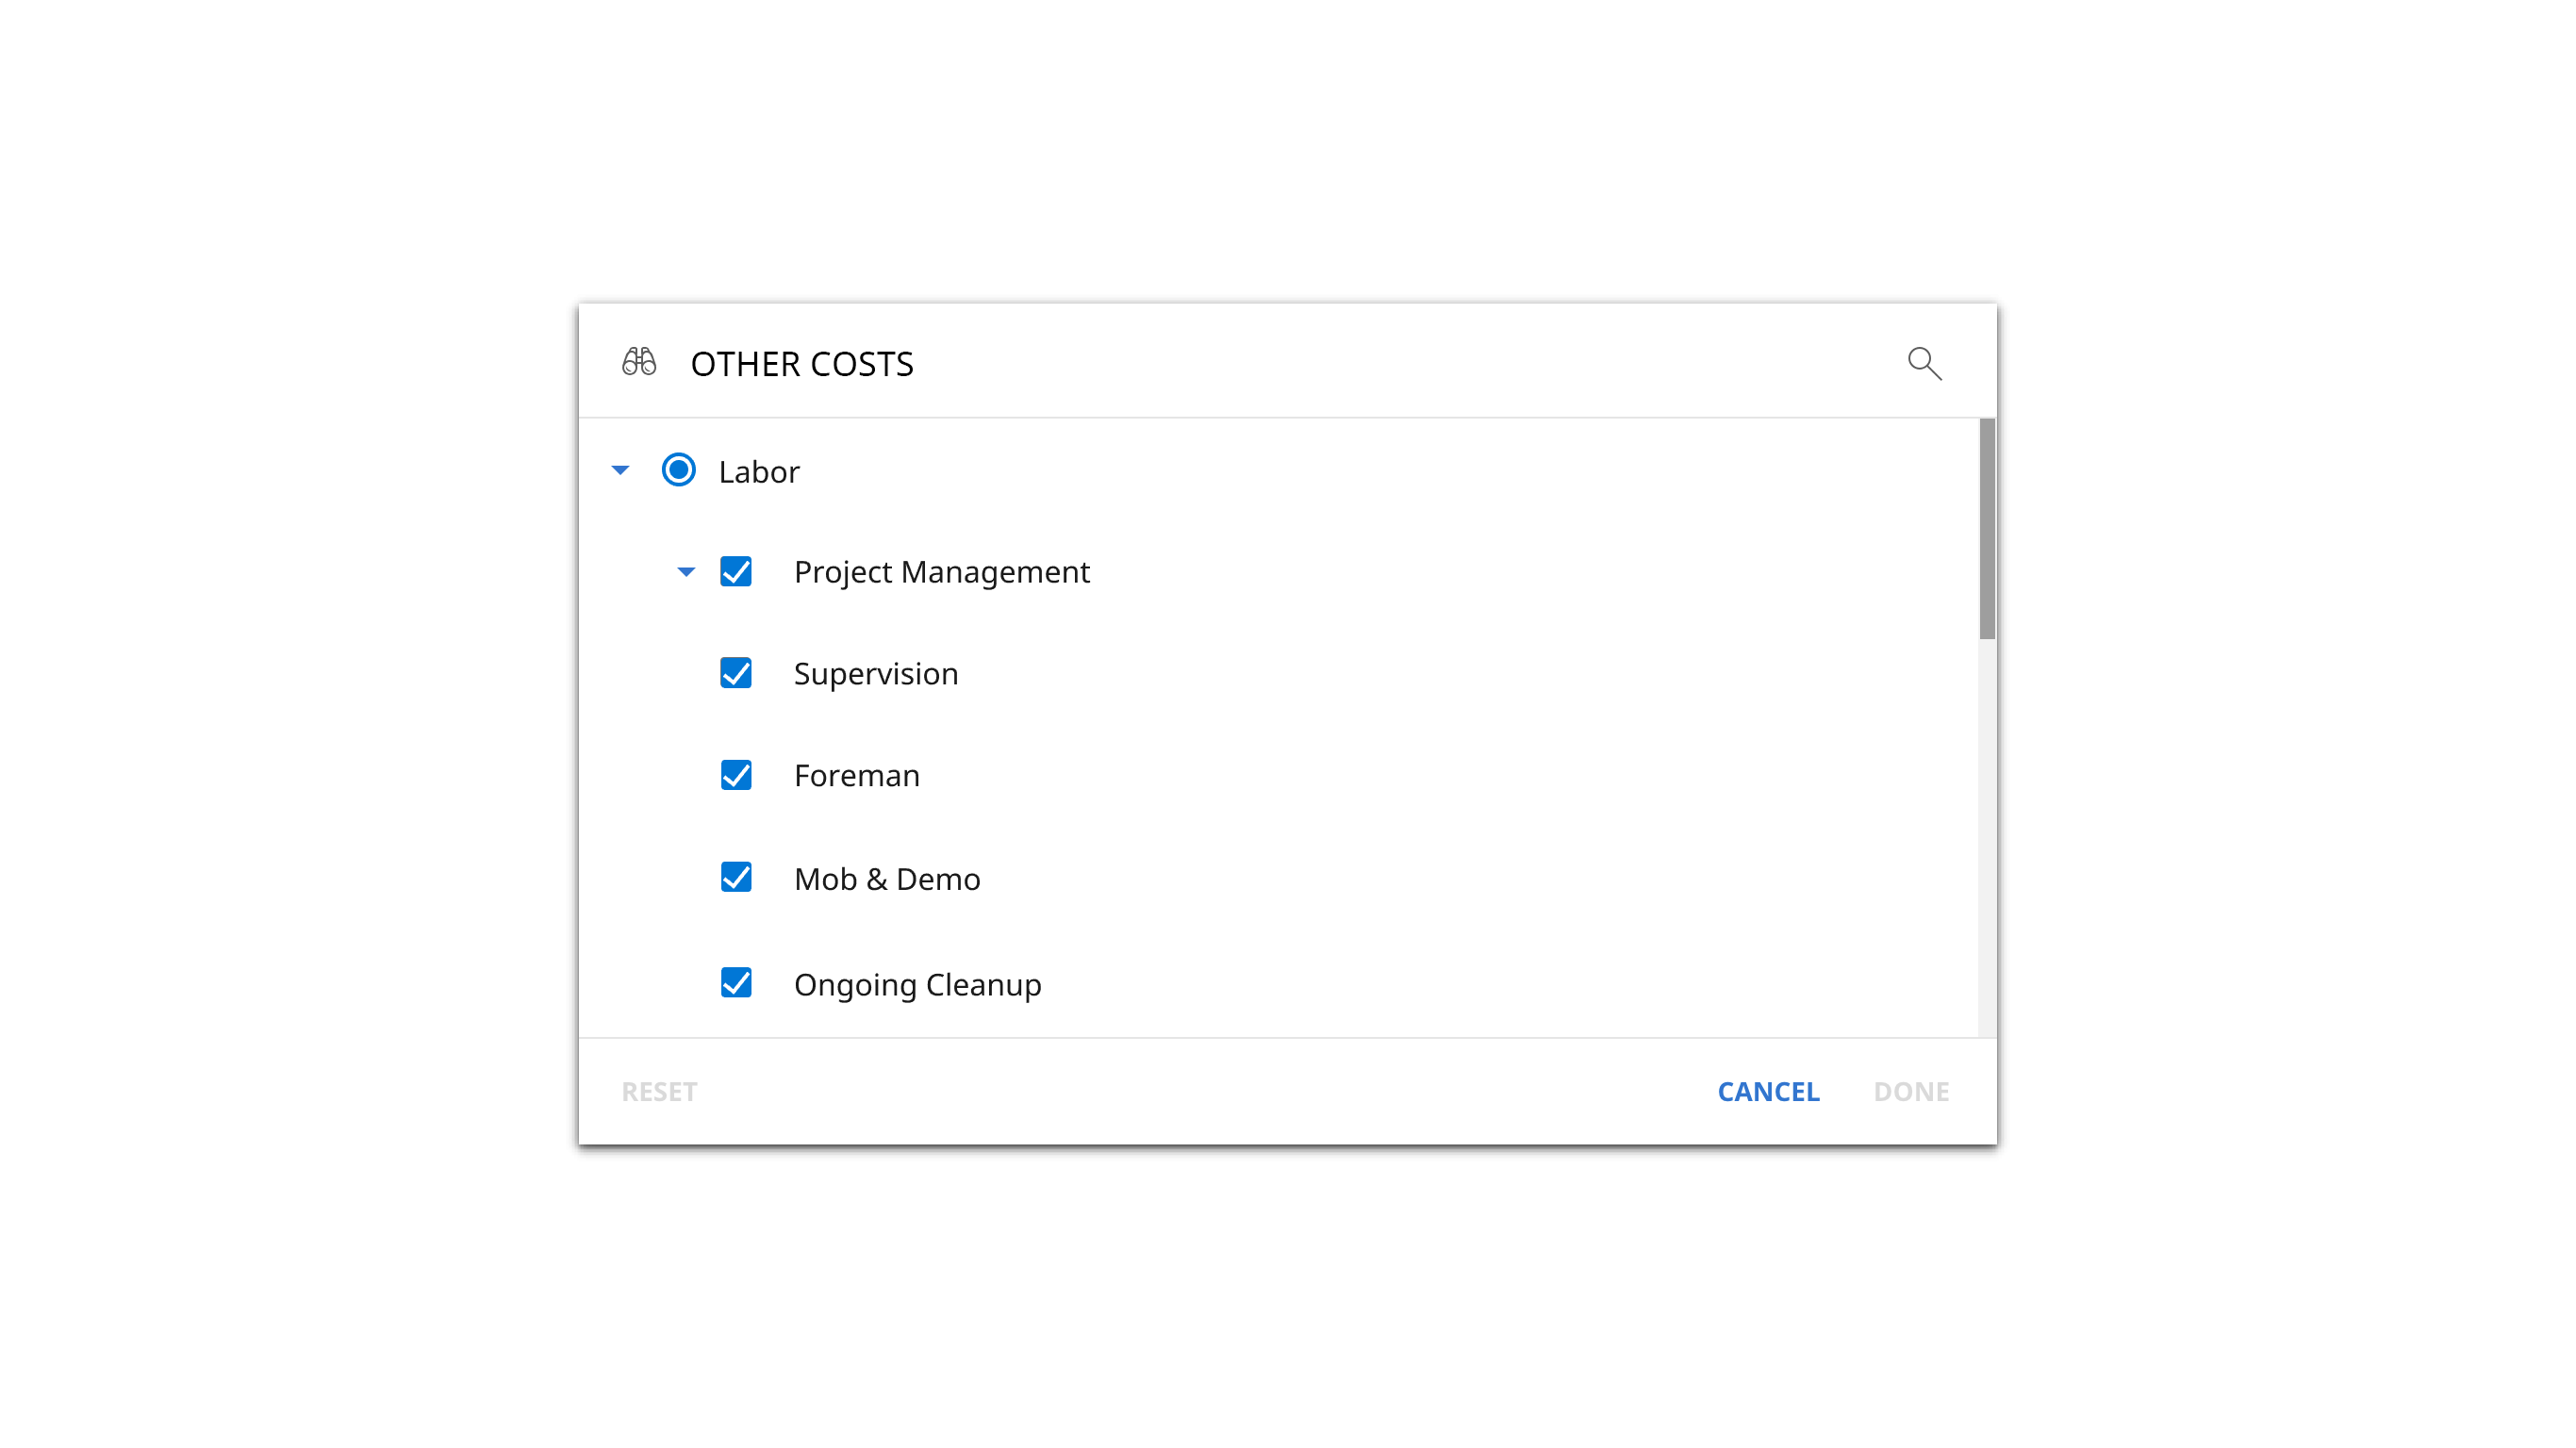 OTHER COSTS
Labor
Project Management
Supervision
Foreman
Mob & Demo
Ongoing Cleanup
RESET CANCEL DONE